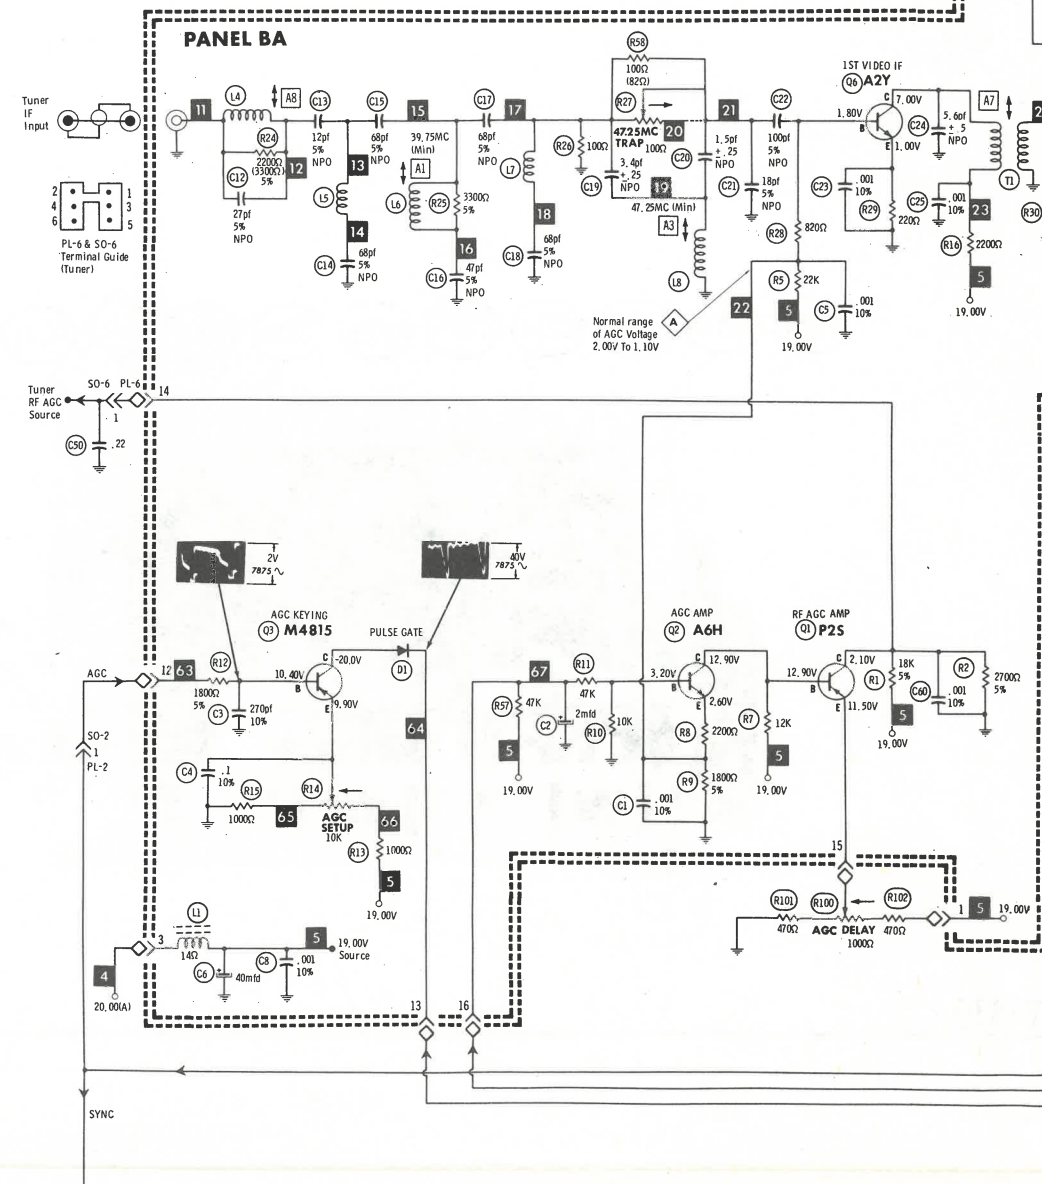 PANEL BA
Tuner
IF
Input
11
L4
A8
C13
12pf
5%
NPO
C15
68pf
5%
NPO
15
39.75MC
(Min)
A1
C17
68pf
5%
NPO
17
R58
100Ω
(82Ω)
R27
47.25MC
TRAP
20
100Ω
21
C22
100pf
5%
NPO
1ST VIDEO IF
Q6 A2Y
C
7.00V
1.80V
B
E
1.00V
C24
5.6pf
± .5
NPO
A7
T1
R30
R24
2200Ω
(3300Ω)
5%
12
C12
27pf
5%
NPO
13
L5
14
C14
68pf
5%
NPO
L6
R25
3300Ω
5%
16
C16
47pf
5%
NPO
L7
18
C18
68pf
5%
NPO
R26
100Ω
C19
3.4pf
± .25
NPO
19
47.25MC (Min)
C20
1.5pf
± .25
NPO
A3
L8
C21
18pf
5%
NPO
R28
820Ω
C23
.001
10%
R29
220Ω
C25
.001
10%
23
R16
2200Ω
5
19.00V
2
4
6
1
3
5
PL-6 & SO-6
Terminal Guide
(Tuner)
22
R5
22K
5
19.00V
C5
.001
10%
Normal range
of AGC Voltage
2.00V To 1.10V
A
Tuner
RF AGC
Source
SO-6
PL-6
14
1
C50
.22
2V
7875
40V
7875
AGC KEYING
Q3 M4815
C
-20.0V
10.40V
B
E
9.90V
PULSE GATE
D1
AGC
12
63
R12
1800Ω
5%
C3
270pf
10%
64
SO-2
1
PL-2
C4
.1
10%
R15
1000Ω
65
R14
AGC
SETUP
10K
66
R13
1000Ω
5
19.00V
67
R57
47K
5
19.00V
C2
2mfd
R11
47K
R10
10K
AGC AMP
Q2 A6H
C
12.90V
3.20V
B
E
2.60V
R8
2200Ω
R9
1800Ω
5%
C1
.001
10%
R7
12K
5
19.00V
RF AGC AMP
Q1 P2S
C
2.10V
12.90V
B
E
11.50V
R1
18K
5%
5
19.00V
C60
.001
10%
R2
2700Ω
5%
15
R101
470Ω
R100
AGC DELAY
1000Ω
R102
470Ω
1
5
19.00V
L1
14Ω
3
4
20.00(A)
C6
40mfd
C8
.001
10%
5
19.00V
Source
13
16
SYNC